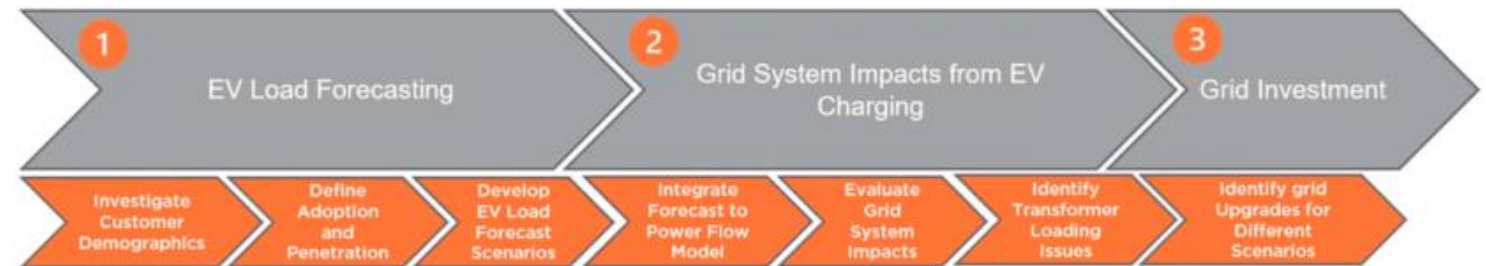 1
EV Load Forecasting
2
Grid System Impacts from EV
Charging
3
Grid Investment
Investigate
Customer
Demographics
Define
Adoption
and
Penetration
Develop
EV Load
Forecast
Scenarios
Integrate
Forecast to
Power Flow
Model
Evaluate
Grid
System
Impacts
Identify
Transformer
Loading
Issues
Identify grid
Upgrades for
Different
Scenarios